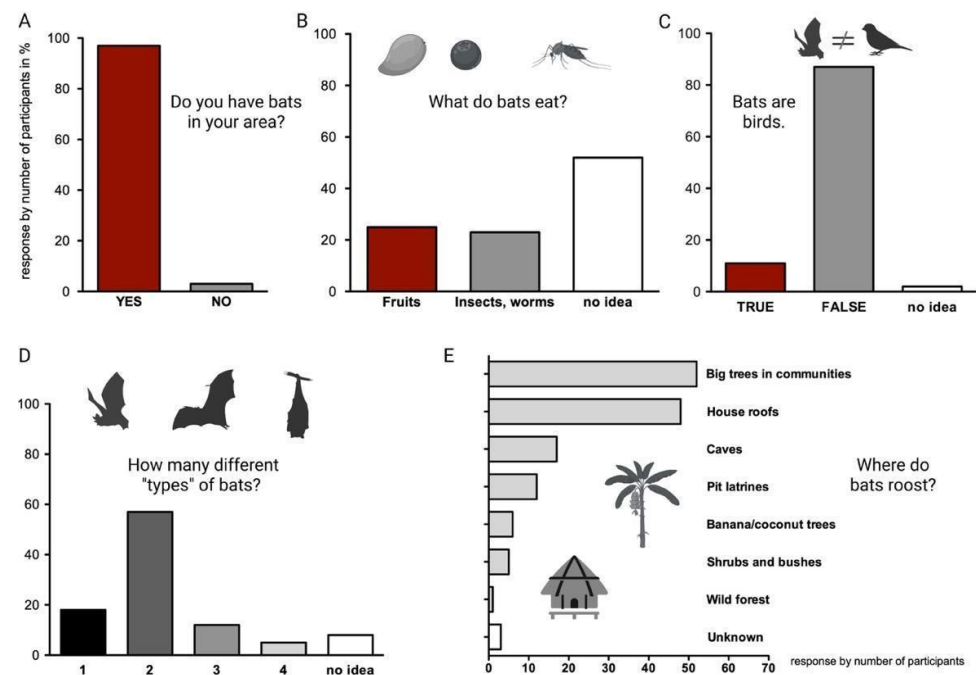 A
response by number of participants in %
100
80
60
40
20
0
Do you have bats
in your area?
YES NO
B
100
80
60
40
20
0
What do bats eat?
Fruits Insects, worms no idea
C
100
80
60
40
20
0
≠
Bats are
birds.
TRUE FALSE no idea
D
100
80
60
40
20
0
How many different
"types" of bats?
1 2 3 4 no idea
E
Big trees in communities
House roofs
Caves
Pit latrines
Banana/coconut trees
Shrubs and bushes
Wild forest
Unknown
Where do
bats roost?
0 10 20 30 40 50 60 70
response by number of participants